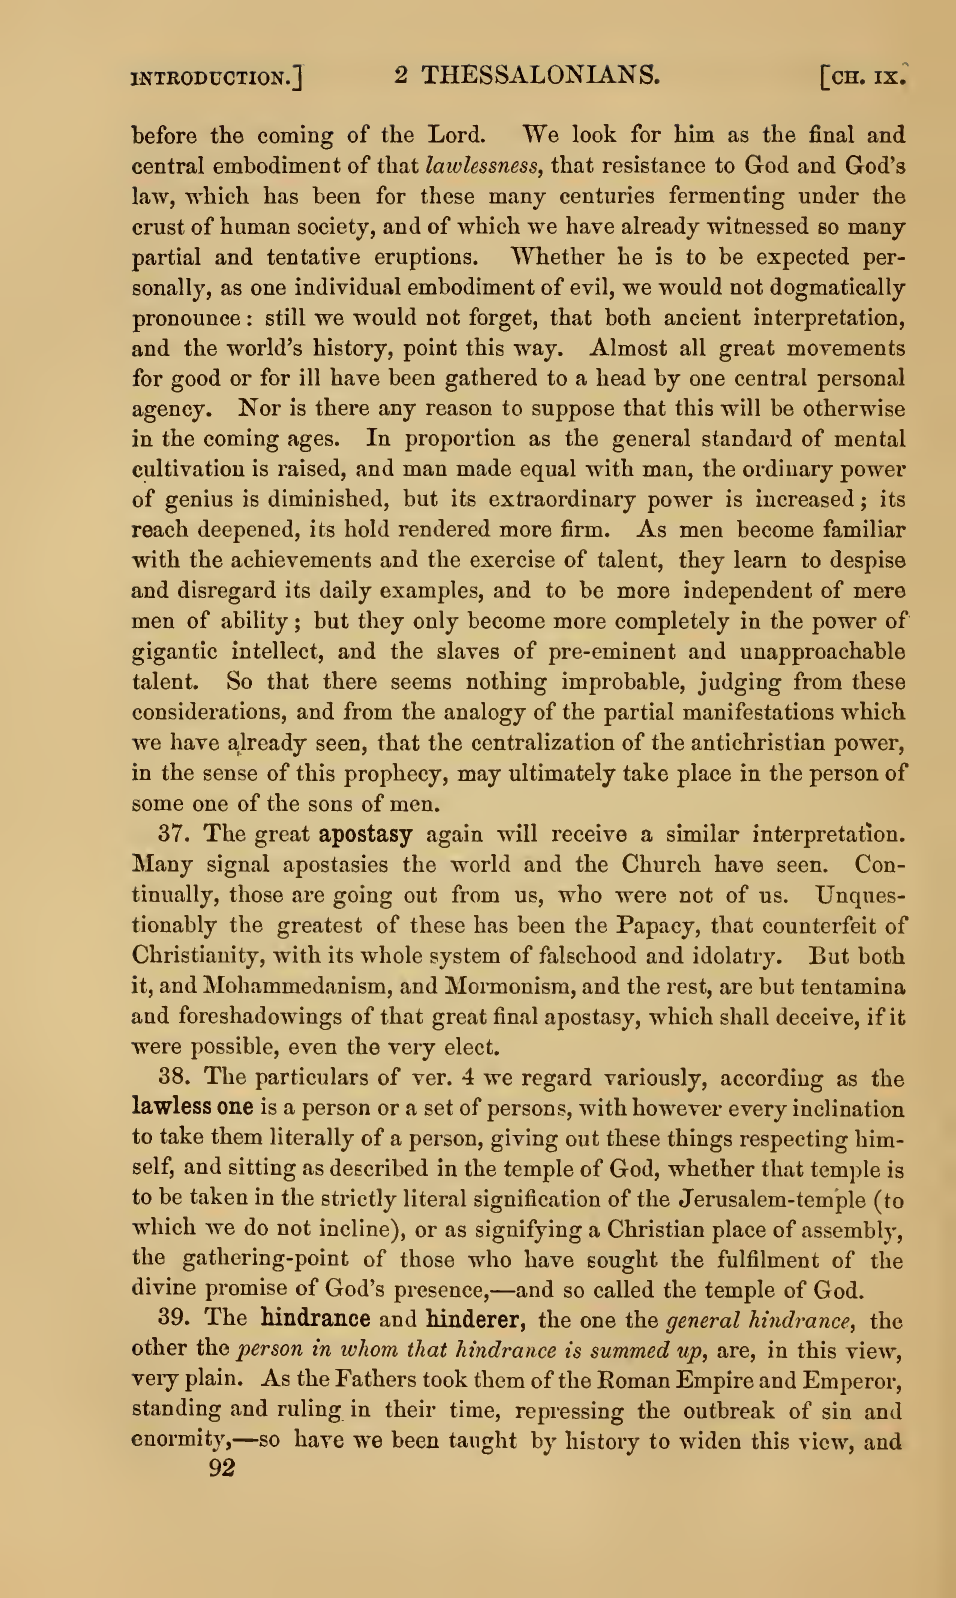 INTRODUCTION.] 2 THESSALONIANS. [CH. IX.
before the coming of the Lord. We look for him as the final and
central embodiment of that lawlessness, that resistance to God and God's
law, which has been for these many centuries fermenting under the
crust of human society, and of which we have already witnessed so many
partial and tentative eruptions. Whether he is to be expected per-
sonally, as one individual embodiment of evil, we would not dogmatically
pronounce: still we would not forget, that both ancient interpretation,
and the world's history, point this way. Almost all great movements
for good or for ill have been gathered to a head by one central personal
agency. Nor is there any reason to suppose that this will be otherwise
in the coming ages. In proportion as the general standard of mental
cultivation is raised, and man made equal with man, the ordinary power
of genius is diminished, but its extraordinary power is increased; its
reach deepened, its hold rendered more firm. As men become familiar
with the achievements and the exercise of talent, they learn to despise
and disregard its daily examples, and to be more independent of mere
men of ability; but they only become more completely in the power of
gigantic intellect, and the slaves of pre-eminent and unapproachable
talent. So that there seems nothing improbable, judging from these
considerations, and from the analogy of the partial manifestations which
we have already seen, that the centralization of the antichristian power,
in the sense of this prophecy, may ultimately take place in the person of
some one of the sons of men.
37. The great apostasy again will receive a similar interpretation.
Many signal apostasies the world and the Church have seen. Con-
tinually, those are going out from us, who were not of us. Unques-
tionably the greatest of these has been the Papacy, that counterfeit of
Christianity, with its whole system of falsehood and idolatry. But both
it, and Mohammedanism, and Mormonism, and the rest, are but tentamina
and foreshadowings of that great final apostasy, which shall deceive, if it
were possible, even the very elect.
38. The particulars of ver. 4 we regard variously, according as the
lawless one is a person or a set of persons, with however every inclination
to take them literally of a person, giving out these things respecting him-
self, and sitting as described in the temple of God, whether that temple is
to be taken in the strictly literal signification of the Jerusalem-temple (to
which we do not incline), or as signifying a Christian place of assembly,
the gathering-point of those who have sought the fulfilment of the
divine promise of God's presence,—and so called the temple of God.
39. The hindrance and hinderer, the one the general hindrance, the
other the person in whom that hindrance is summed up, are, in this view,
very plain. As the Fathers took them of the Roman Empire and Emperor,
standing and ruling in their time, repressing the outbreak of sin and
enormity,—so have we been taught by history to widen this view, and
92